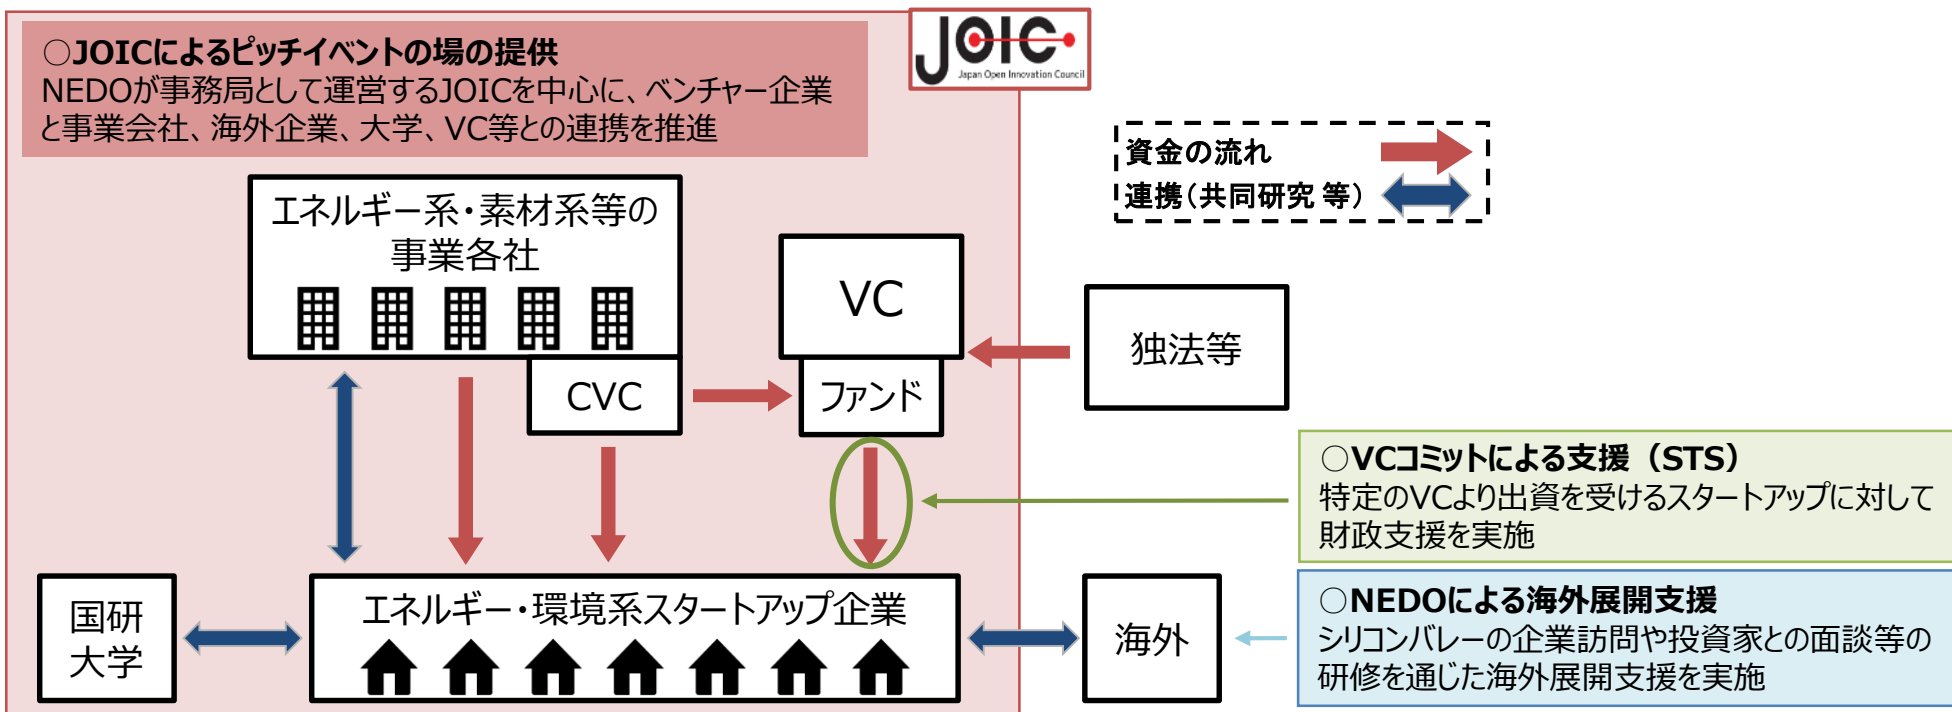 ○JOICによるピッチイベントの場の提供
NEDOが事務局として運営するJOICを中心に、ベンチャー企業
と事業会社、海外企業、大学、VC等との連携を推進
JOIC
Japan Open Innovation Council
資金の流れ
連携(共同研究 等)
エネルギー系・素材系等の
事業各社
CVC
VC
ファンド
独法等
○VCコミットによる支援（STS）
特定のVCより出資を受けるスタートアップに対して
財政支援を実施
国研
大学
エネルギー・環境系スタートアップ企業
海外
○NEDOによる海外展開支援
シリコンバレーの企業訪問や投資家との面談等の
研修を通じた海外展開支援を実施